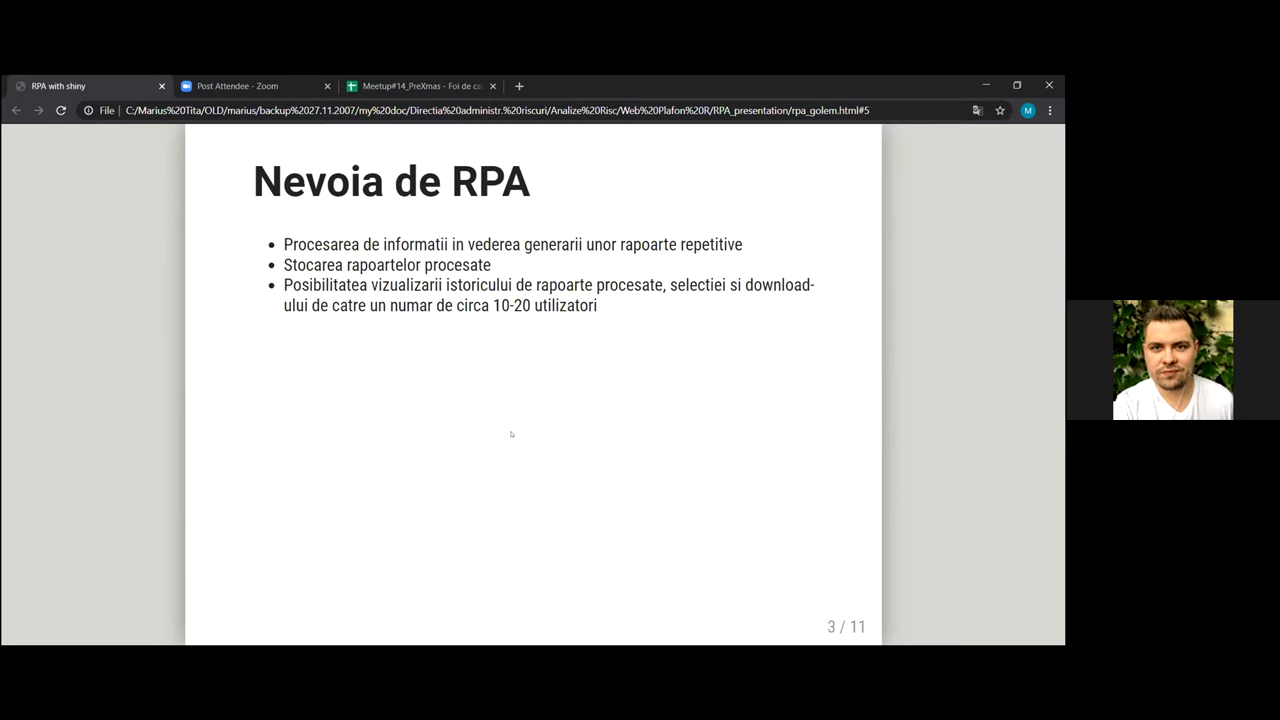 RPA with shiny
Post Attendee - Zoom
Meetup#14_PreXmas - Foi de ca
File
C:/Marius%20Tita/OLD/marius/backup%2027.11.2007/my%20doc/Directia%20administr.%20riscuri/Analize%20Risc/Web%20Plafon%20R/RPA_presentation/rpa_golem.html#5
M
Nevoia de RPA
Procesarea de informatii in vederea generarii unor rapoarte repetitive
Stocarea rapoartelor procesate
Posibilitatea vizualizarii istoricului de rapoarte procesate, selectiei si download-
ului de catre un numar de circa 10-20 utilizatori
3 / 11